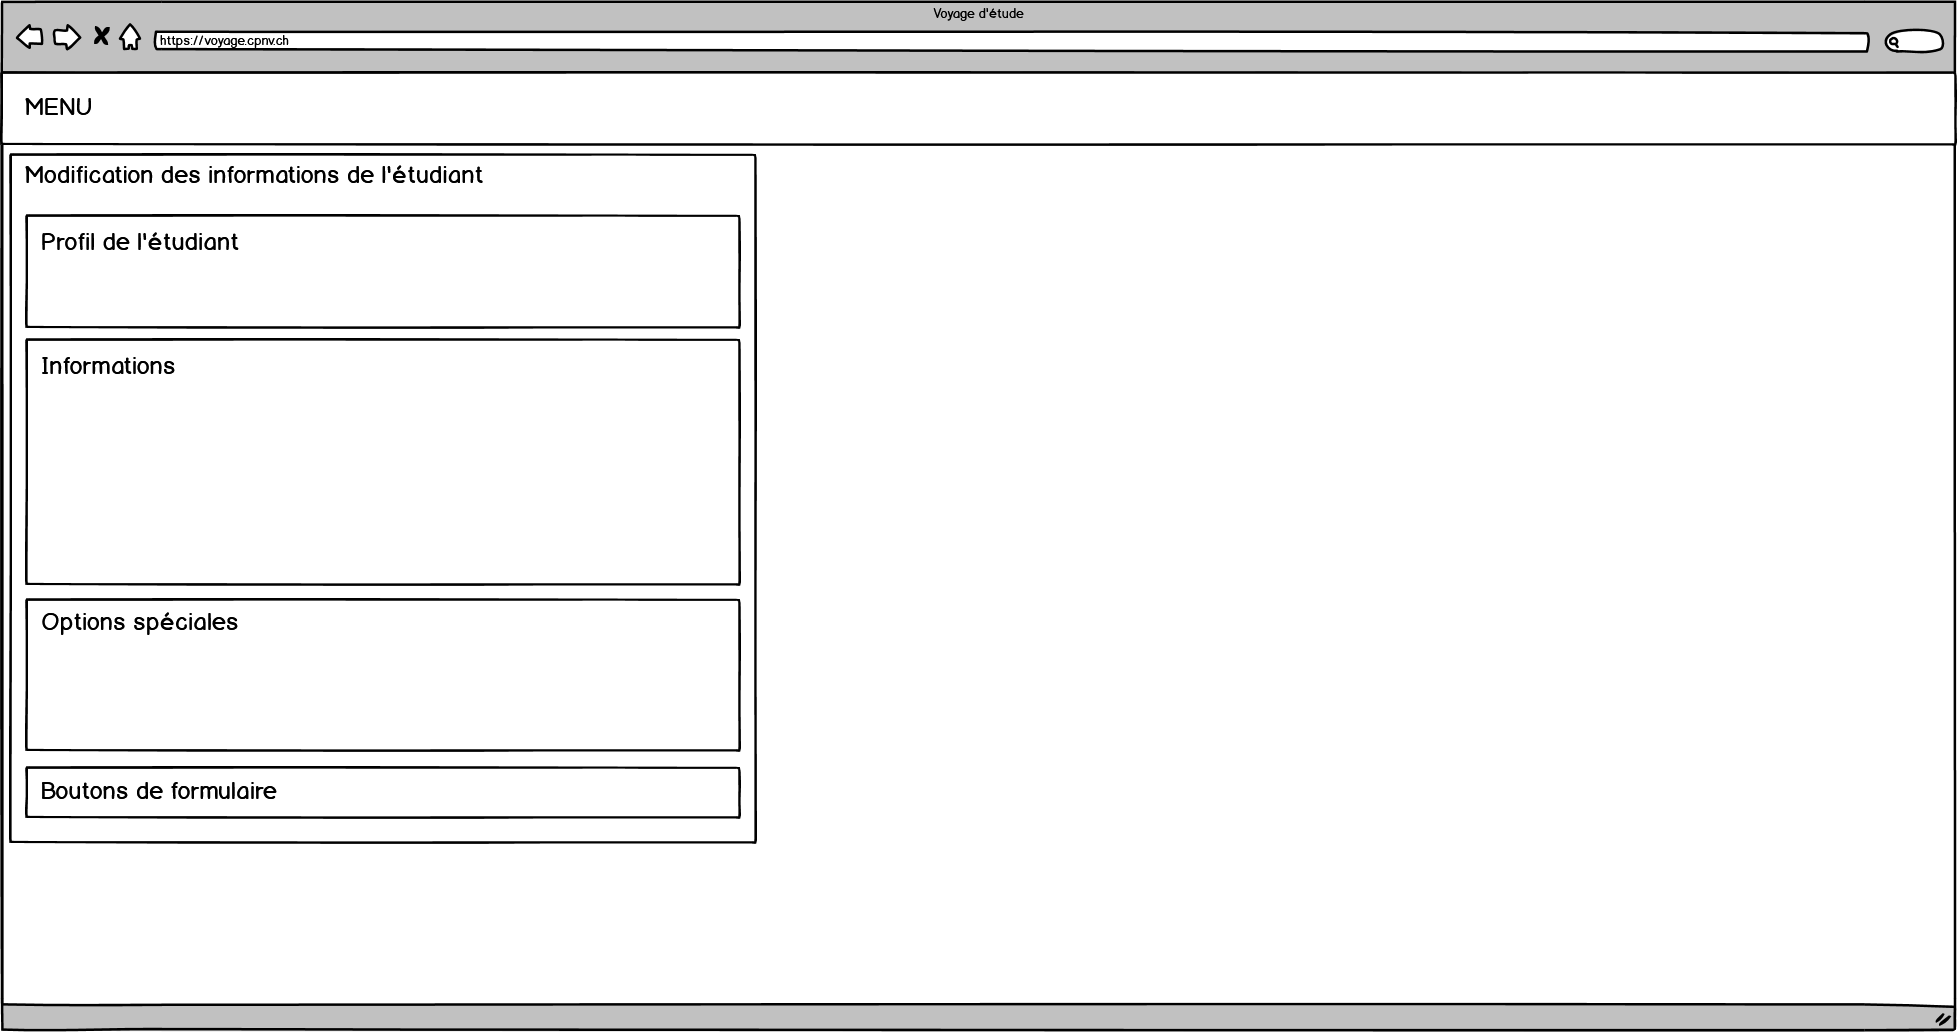 Voyage d'étude
https://voyage.cpnv.ch
MENU
Modification des informations de l'étudiant
Profil de l'étudiant
Informations
Options spéciales
Boutons de formulaire